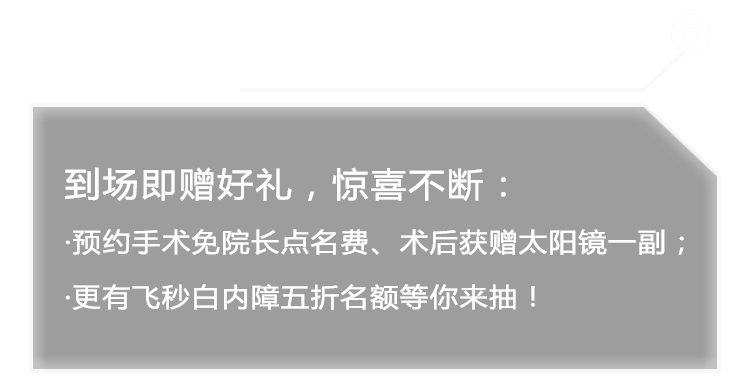 到场即赠好礼，惊喜不断：
·预约手术免院长点名费、术后获赠太阳镜一副；
·更有飞秒白内障五折名额等你来抽！